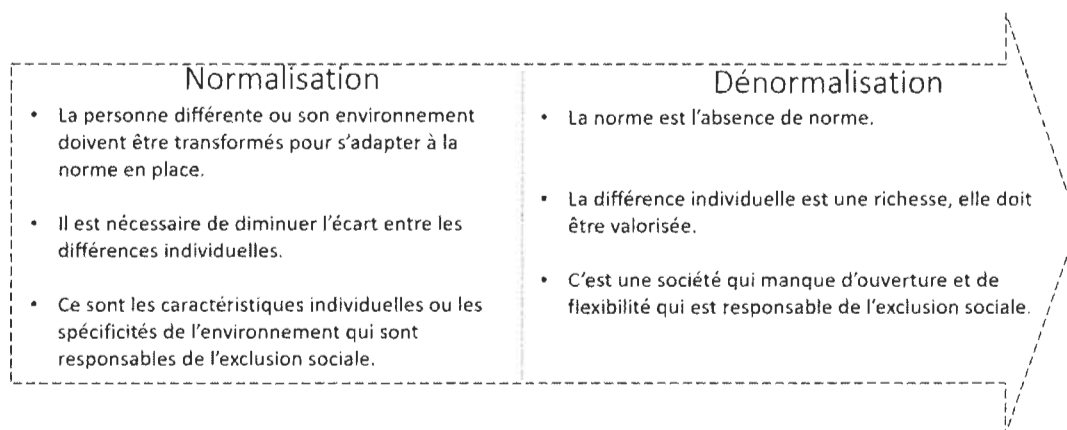 Normalisation
• La personne différente ou son environnement
doivent être transformés pour s'adapter à la
norme en place.
• Il est nécessaire de diminuer l'écart entre les
différences individuelles.
• Ce sont les caractéristiques individuelles ou les
spécificités de l'environnement qui sont
responsables de l'exclusion sociale.
Dénormalisation
• La norme est l'absence de norme.
• La différence individuelle est une richesse, elle doit
être valorisée.
• C'est une société qui manque d'ouverture et de
flexibilité qui est responsable de l'exclusion sociale.